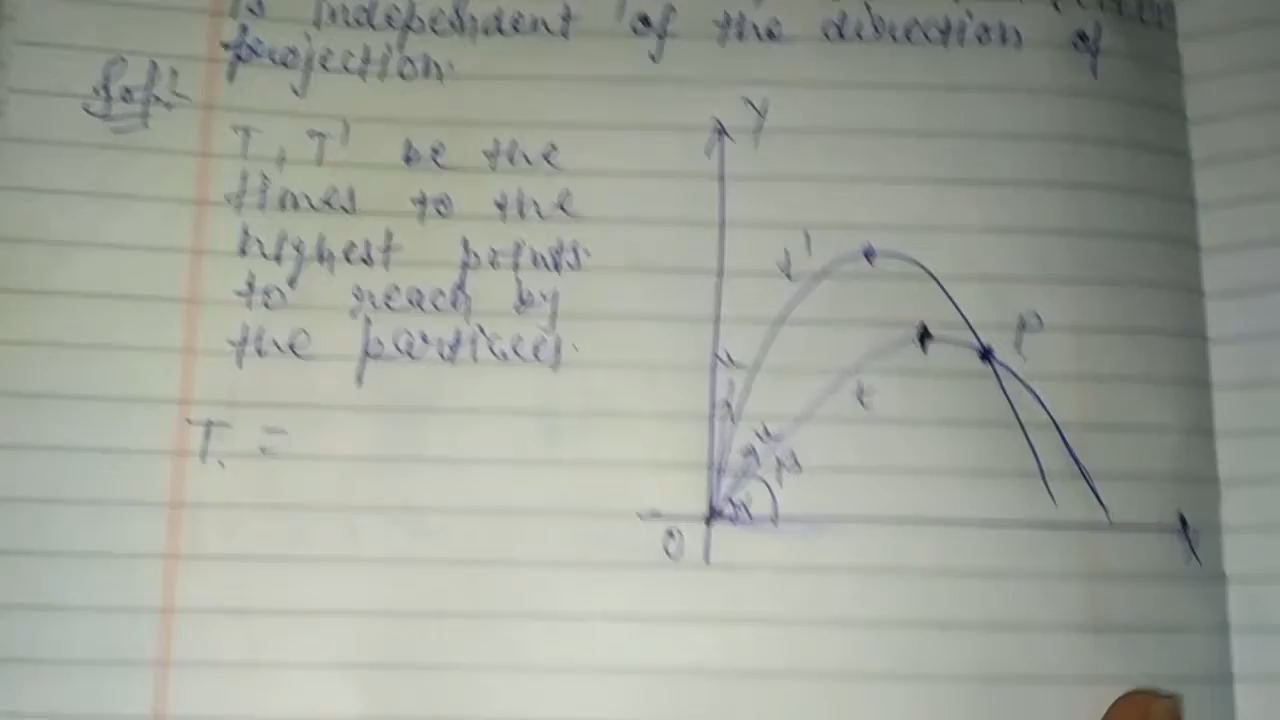 is independent of the direction of
projection.
Sol:-
T, T' be the
times to the
highest points
to reach by
the particles.
T. =
Y
t'
P
u
t
u
O